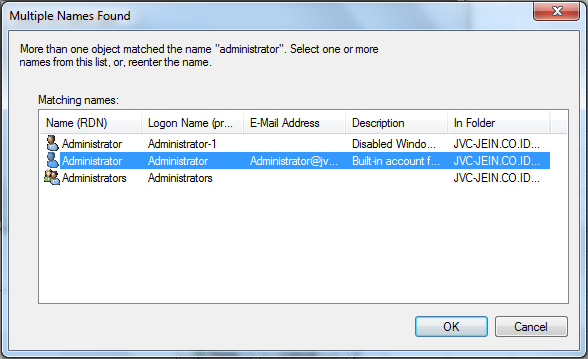 Multiple Names Found
More than one object matched the name "administrator". Select one or more
names from this list, or, reenter the name.
Matching names:
Name (RDN) Logon Name (pr... E-Mail Address Description In Folder
Administrator Administrator-1 Disabled Windo... JVC-JEIN.CO.ID...
Administrator Administrator Administrator@jv... Built-in account f... JVC-JEIN.CO.ID...
Administrators Administrators JVC-JEIN.CO.ID...
OK Cancel